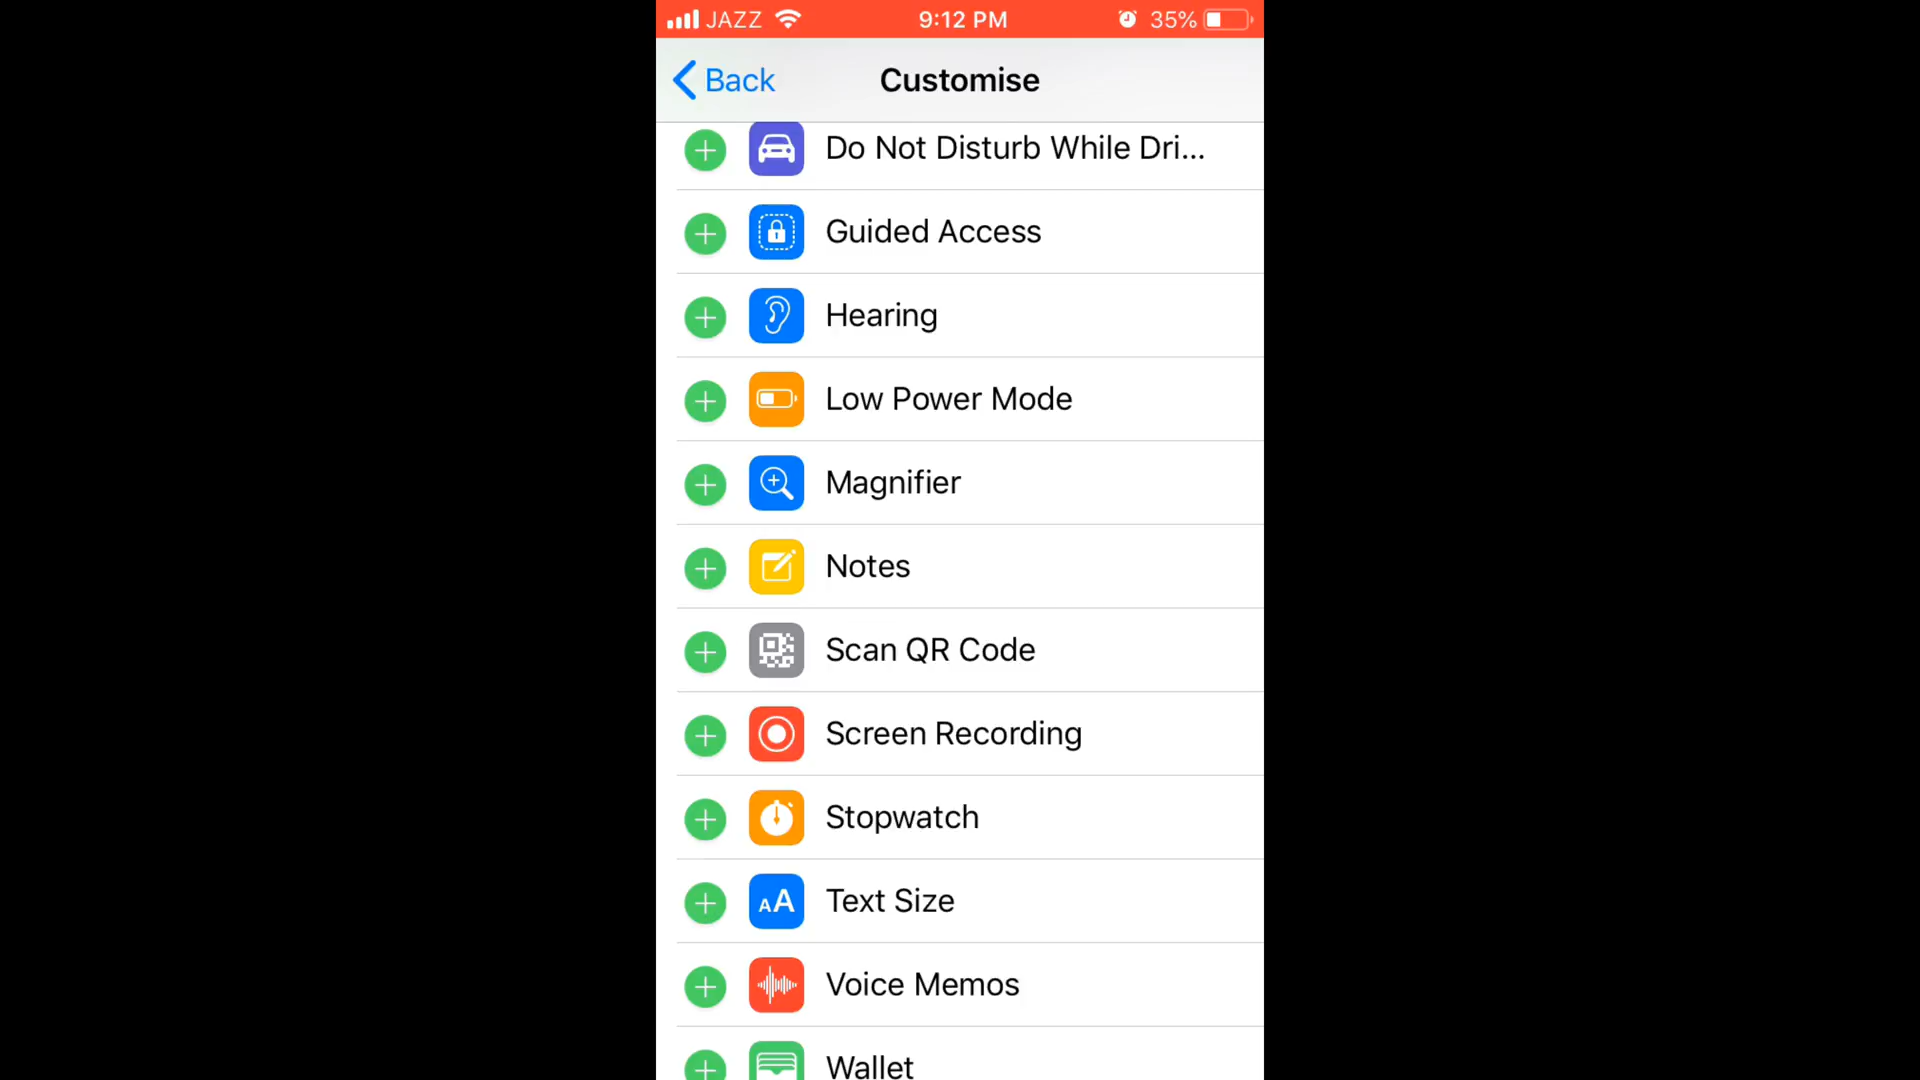 JAZZ 9:12 PM 35%
Back Customise
Do Not Disturb While Dri...
Guided Access
Hearing
Low Power Mode
Magnifier
Notes
Scan QR Code
Screen Recording
Stopwatch
AA Text Size
Voice Memos
Wallet